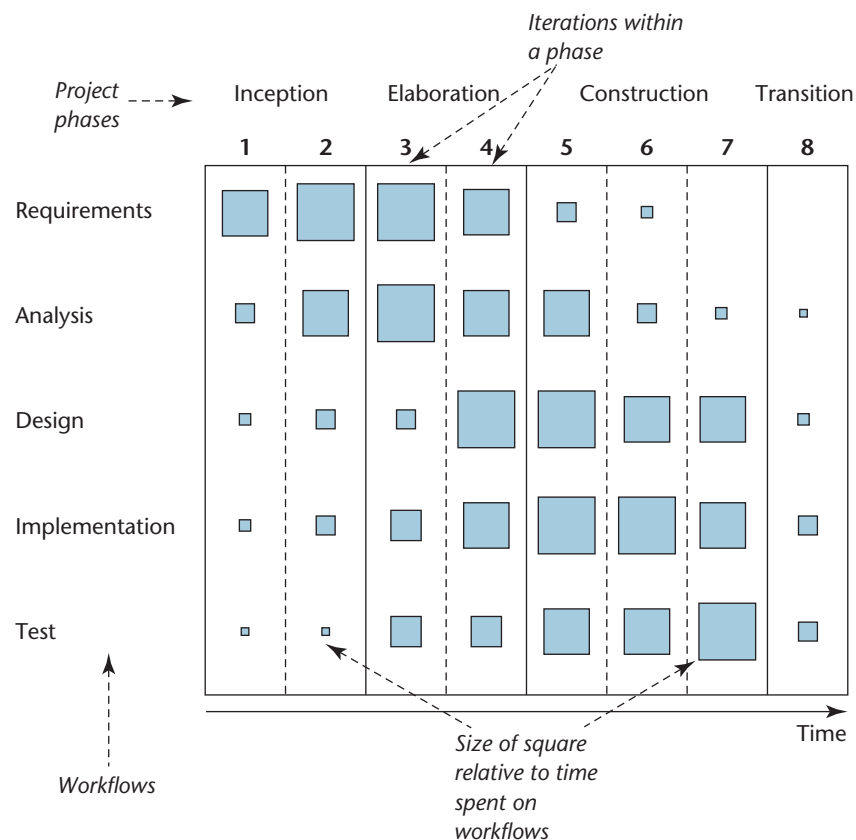 Iterations within
a phase
Project
phases
Inception
Elaboration
Construction
Transition
1 2 3 4 5 6 7 8
Requirements
Analysis
Design
Implementation
Test
Time
Size of square
relative to time
spent on
workflows
Workflows